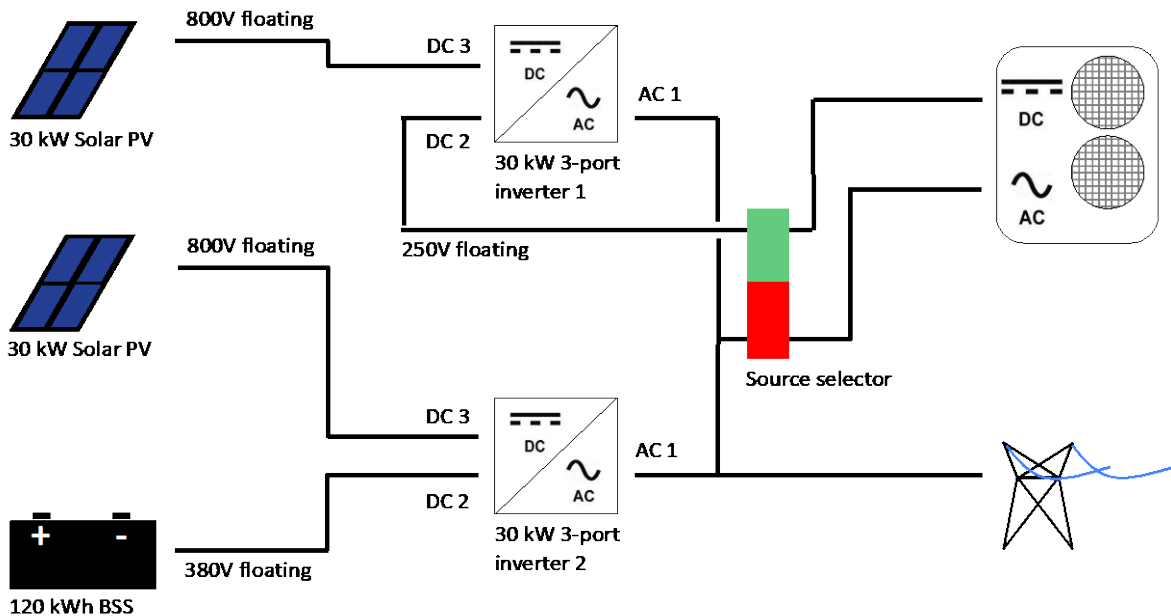 800V floating
30 kW Solar PV
DC 3
DC
AC
DC 2
AC 1
30 kW 3-port
inverter 1
DC
AC
250V floating
800V floating
30 kW Solar PV
Source selector
DC 3
DC
AC
DC 2
AC 1
30 kW 3-port
inverter 2
+ -
380V floating
120 kWh BSS